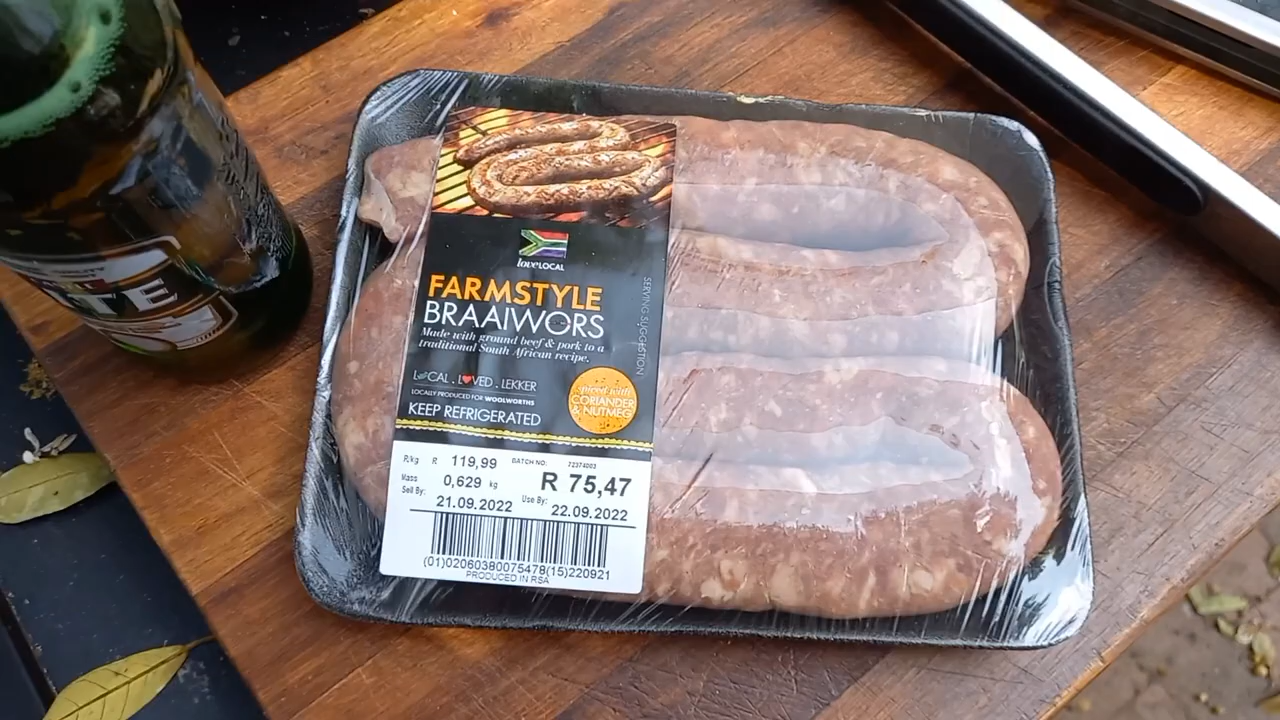 TE
loveLOCAL
FARMSTYLE
BRAAIWORS
Made with ground beef & pork to a
traditional South African recipe.
SERVING SUGGESTION
LOCAL . LOVED . LEKKER
LOCALLY PRODUCED FOR WOOLWORTHS
KEEP REFRIGERATED
spiced with
CORIANDER
& NUTMEG
R/kg R 119,99 BATCH NO: 72374003
Mass 0,629 kg R 75,47
Sell By: 21.09.2022 Use By: 22.09.2022
(01)02060380075478(15)220921
PRODUCED IN RSA